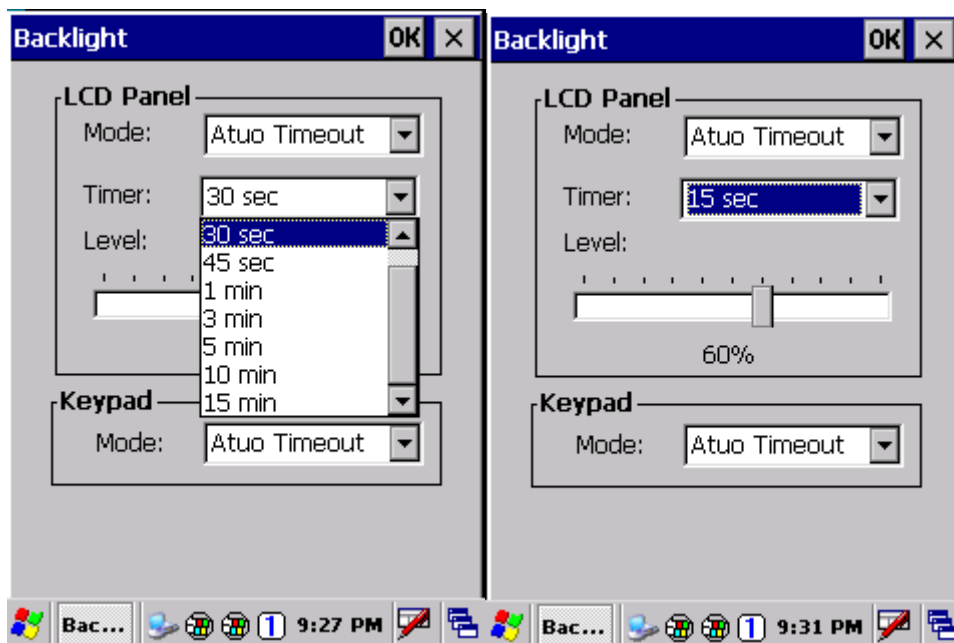 Backlight OK ×
LCD Panel
Mode: Atuo Timeout
Timer: 30 sec
30 sec
Level:
45 sec
1 min
3 min
5 min
10 min
15 min
Keypad
Mode: Atuo Timeout
Bac... 1 9:27 PM
Backlight OK ×
LCD Panel
Mode: Atuo Timeout
Timer: 15 sec
Level:
60%
Keypad
Mode: Atuo Timeout
Bac... 1 9:31 PM